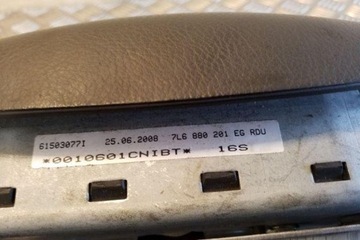 61503077I 25.06.2008 7L6 880 201 EG RDU
*0010601CNIBT* 16S